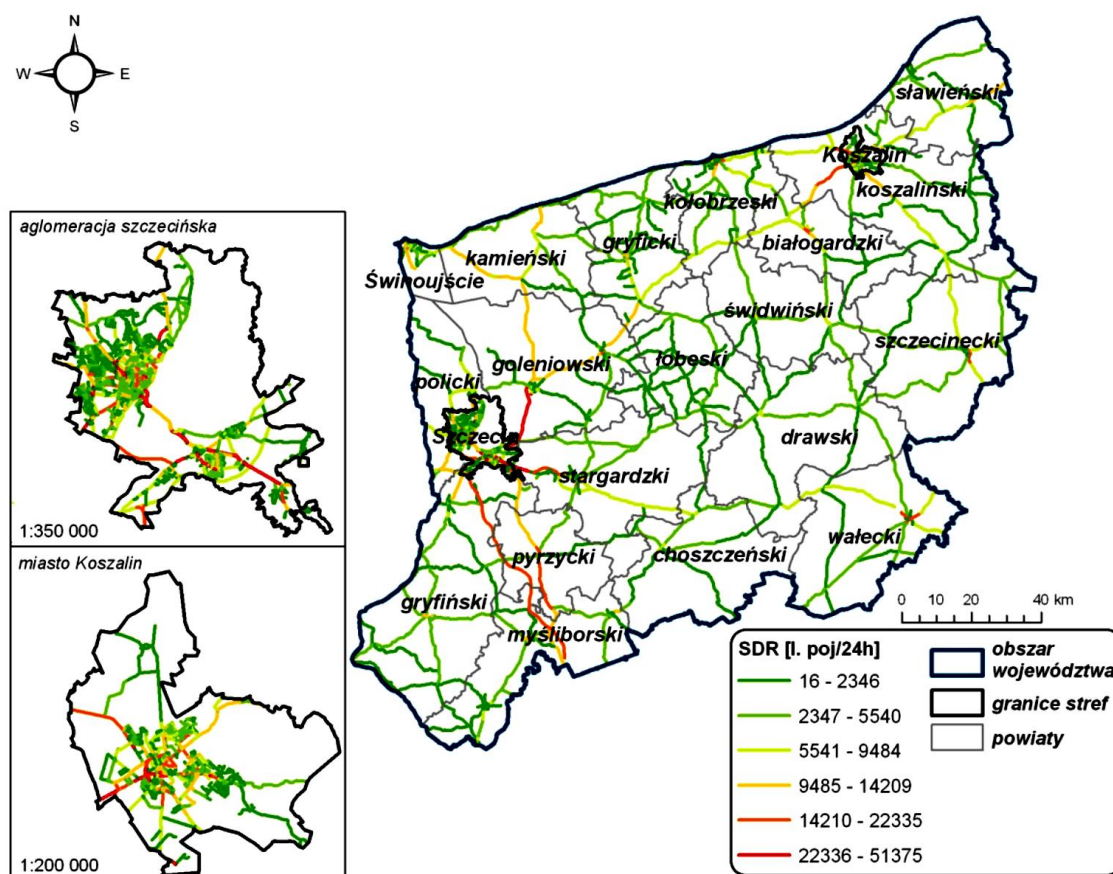 N
W E
S
sławieński
Koszalin
koszaliński
kołobrzeski
gryficki
białogardzki
kamieński
Świnoujście
świdwiński
szczecinecki
goleniowski
łobeski
policki
Szczecin
drawski
stargardzki
wałecki
pyrzycki
choszczeński
gryfiński
myśliborski
aglomeracja szczecińska
1:350 000
miasto Koszalin
1:200 000
0 10 20 40 km
SDR [l. poj/24h]
16 - 2346
2347 - 5540
5541 - 9484
9485 - 14209
14210 - 22335
22336 - 51375
obszar
województwa
granice stref
powiaty